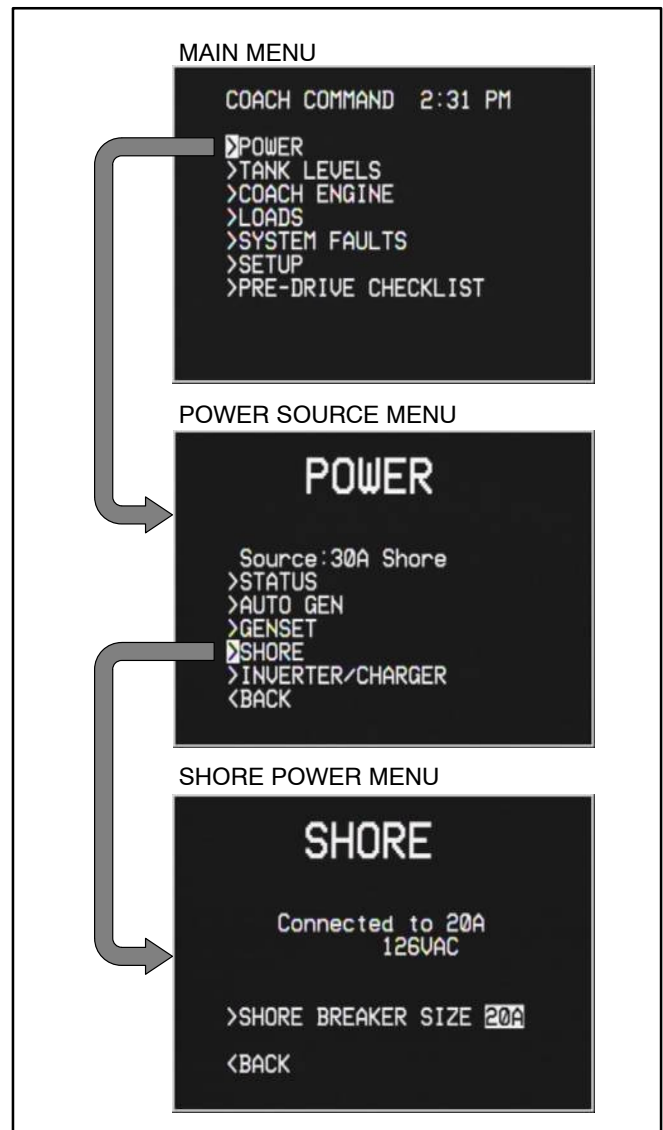 MAIN MENU
COACH COMMAND 2:31 PM
>POWER
>TANK LEVELS
>COACH ENGINE
>LOADS
>SYSTEM FAULTS
>SETUP
>PRE-DRIVE CHECKLIST
POWER SOURCE MENU
POWER
Source:30A Shore
>STATUS
>AUTO GEN
>GENSET
>SHORE
>INVERTER/CHARGER
<BACK
SHORE POWER MENU
SHORE
Connected to 20A
126VAC
>SHORE BREAKER SIZE 20A
<BACK